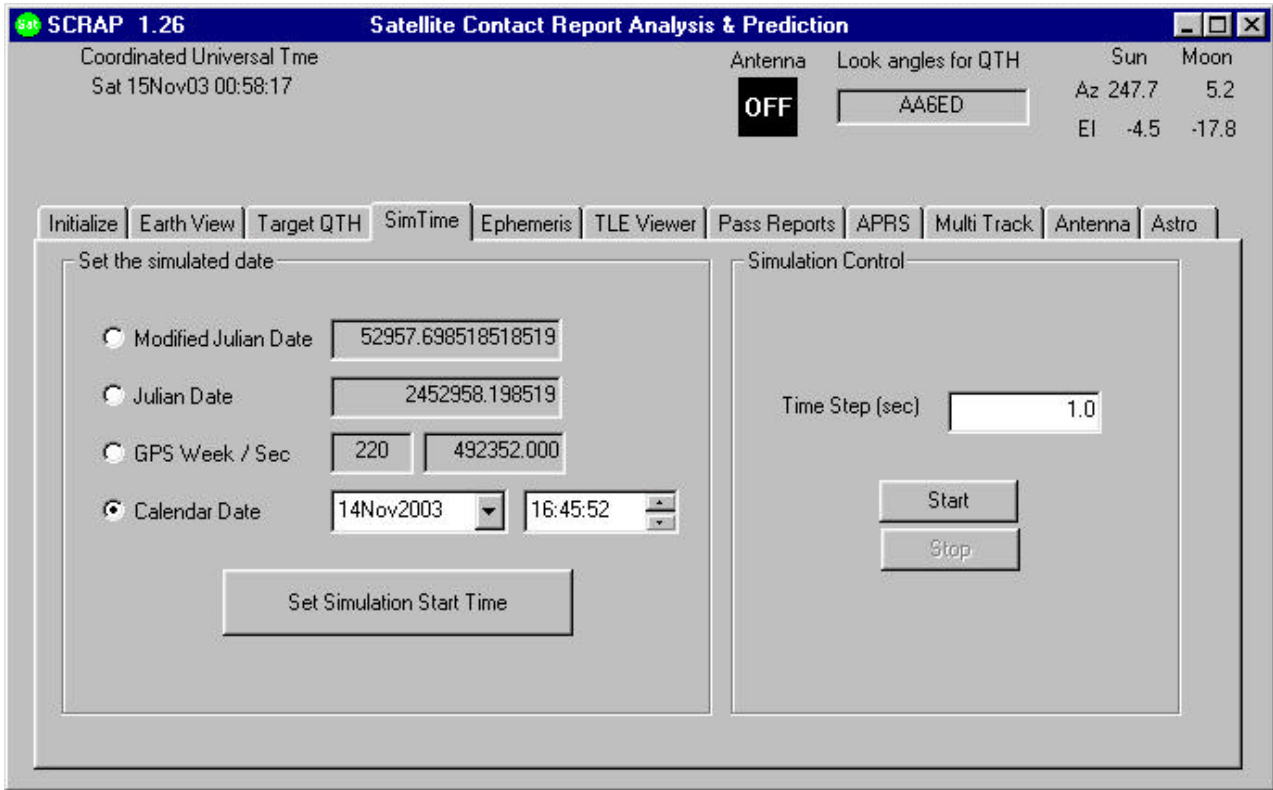 Sat SCRAP 1.26 Satellite Contact Report Analysis & Prediction
Coordinated Universal Tme
Sat 15Nov03 00:58:17
Antenna Look angles for QTH Sun Moon
OFF AA6ED Az 247.7 5.2
El -4.5 -17.8
Initialize Earth View Target QTH SimTime Ephemeris TLE Viewer Pass Reports APRS Multi Track Antenna Astro
Set the simulated date
Modified Julian Date 52957.698518518519
Julian Date 2452958.198519
GPS Week / Sec 220 492352.000
Calendar Date 14Nov2003 16:45:52
Set Simulation Start Time
Simulation Control
Time Step (sec) 1.0
Start
Stop